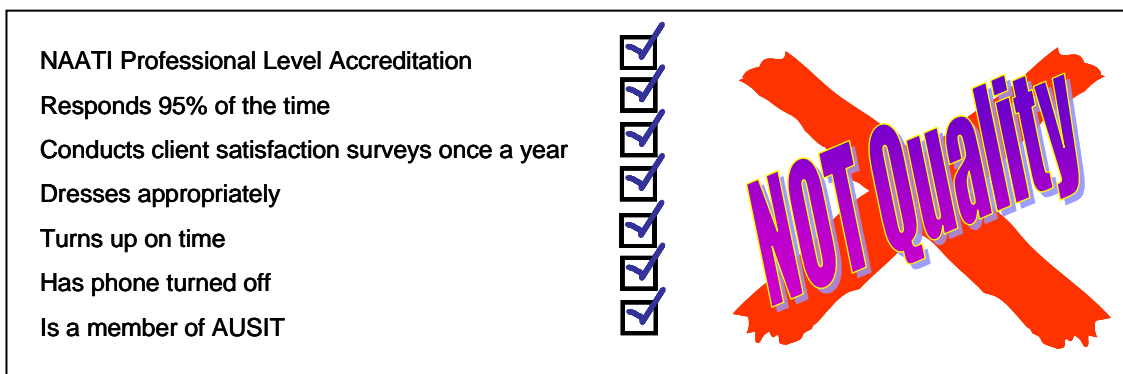 NAATI Professional Level Accreditation
Responds 95% of the time
Conducts client satisfaction surveys once a year
Dresses appropriately
Turns up on time
Has phone turned off
Is a member of AUSIT
NOT Quality